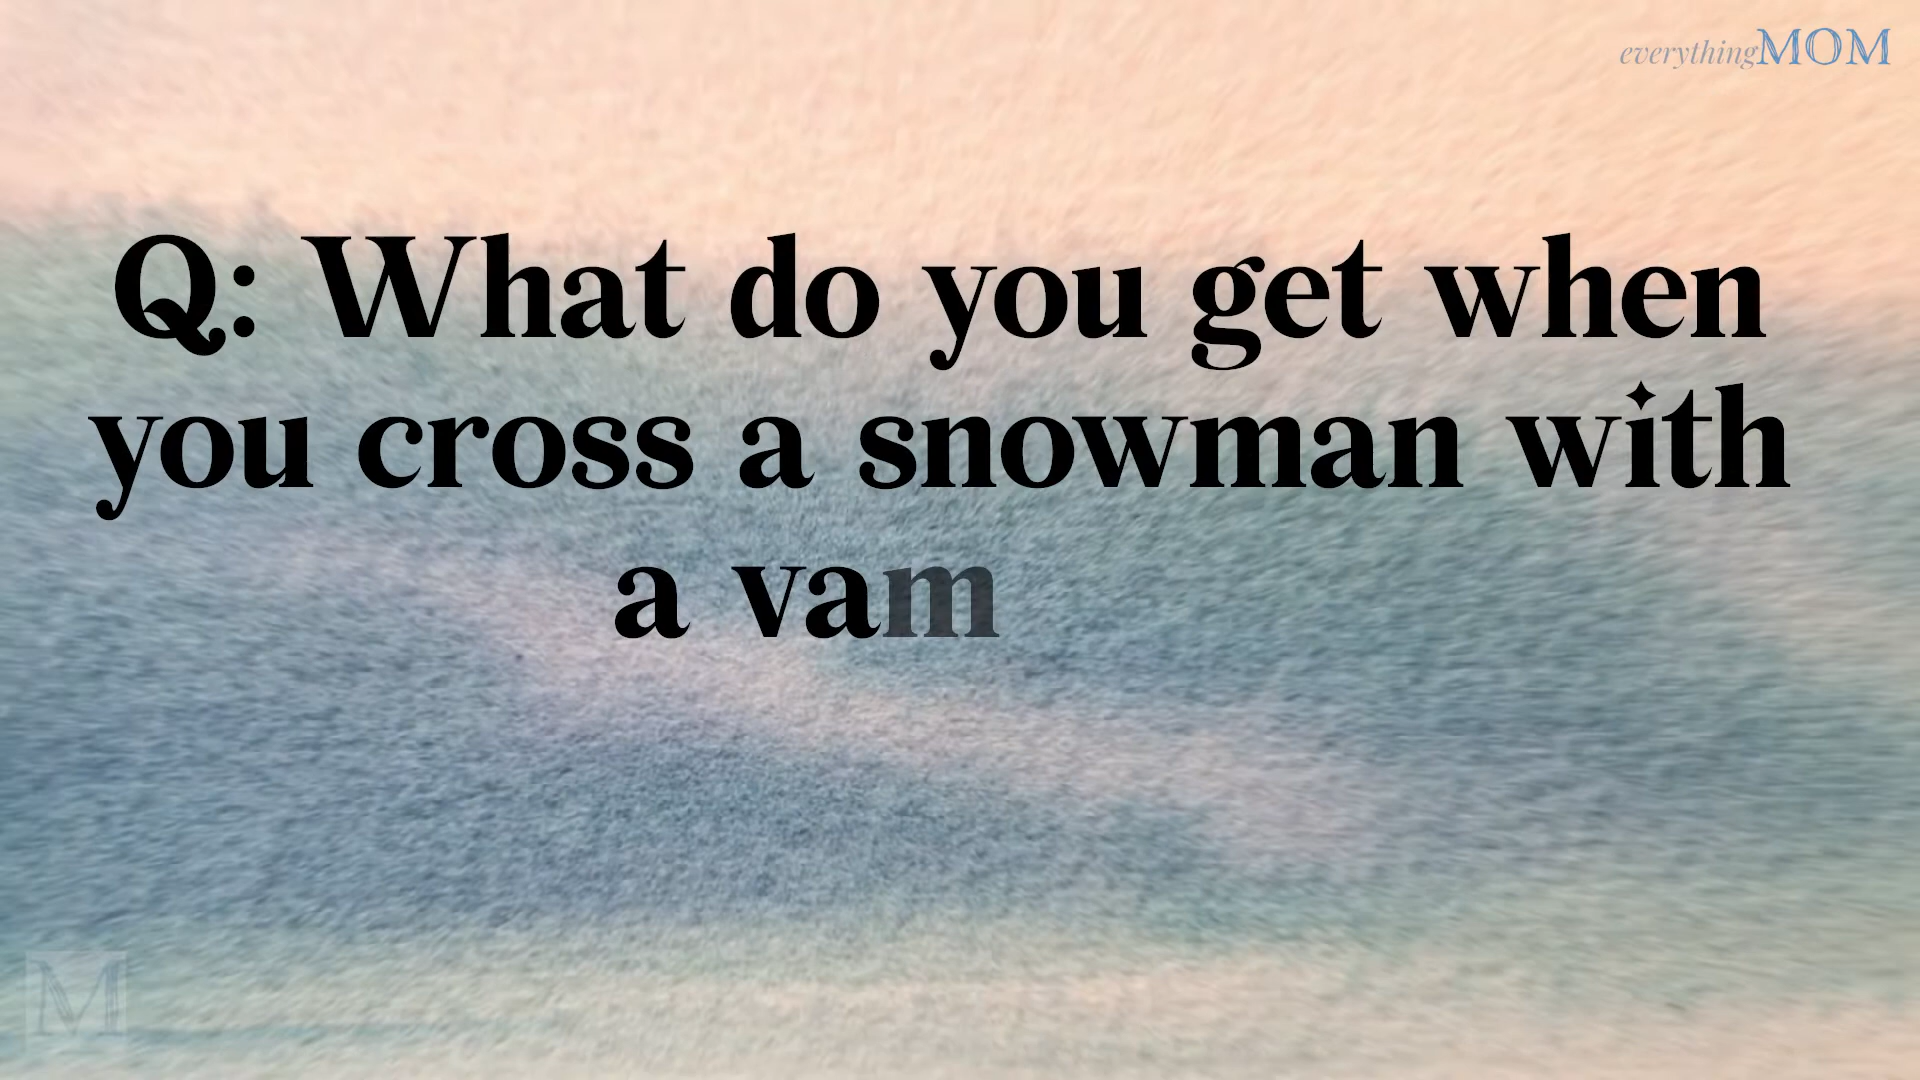 everythingMOM
Q: What do you get when
you cross a snowman with
a vam
M